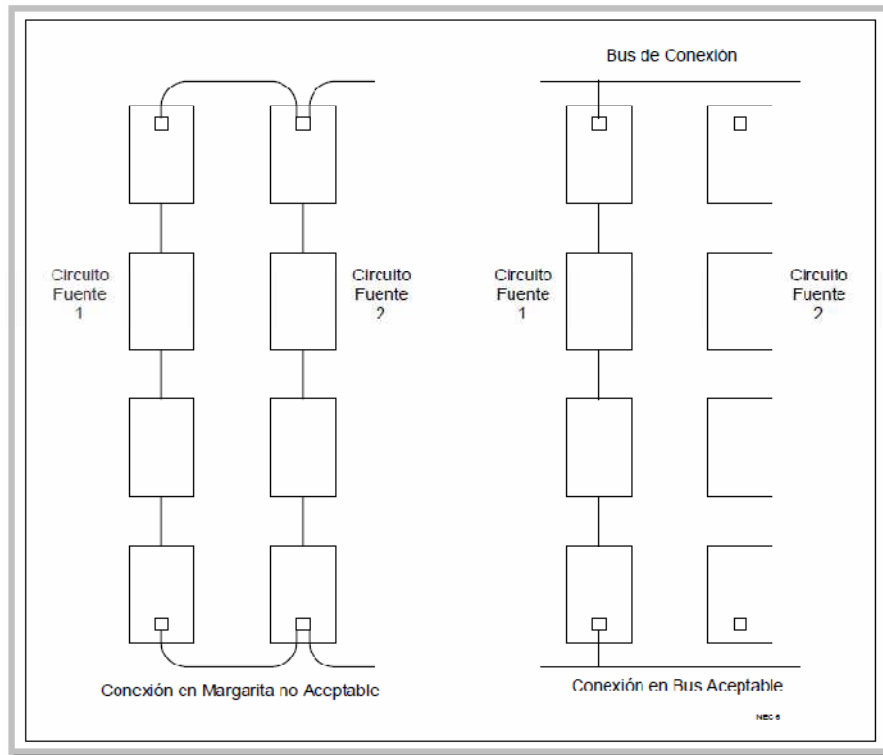 Bus de Conexión
Circuito
Fuente
1
Circuito
Fuente
2
Circuito
Fuente
1
Circuito
Fuente
2
Conexión en Margarita no Aceptable
Conexión en Bus Aceptable
NEC 6